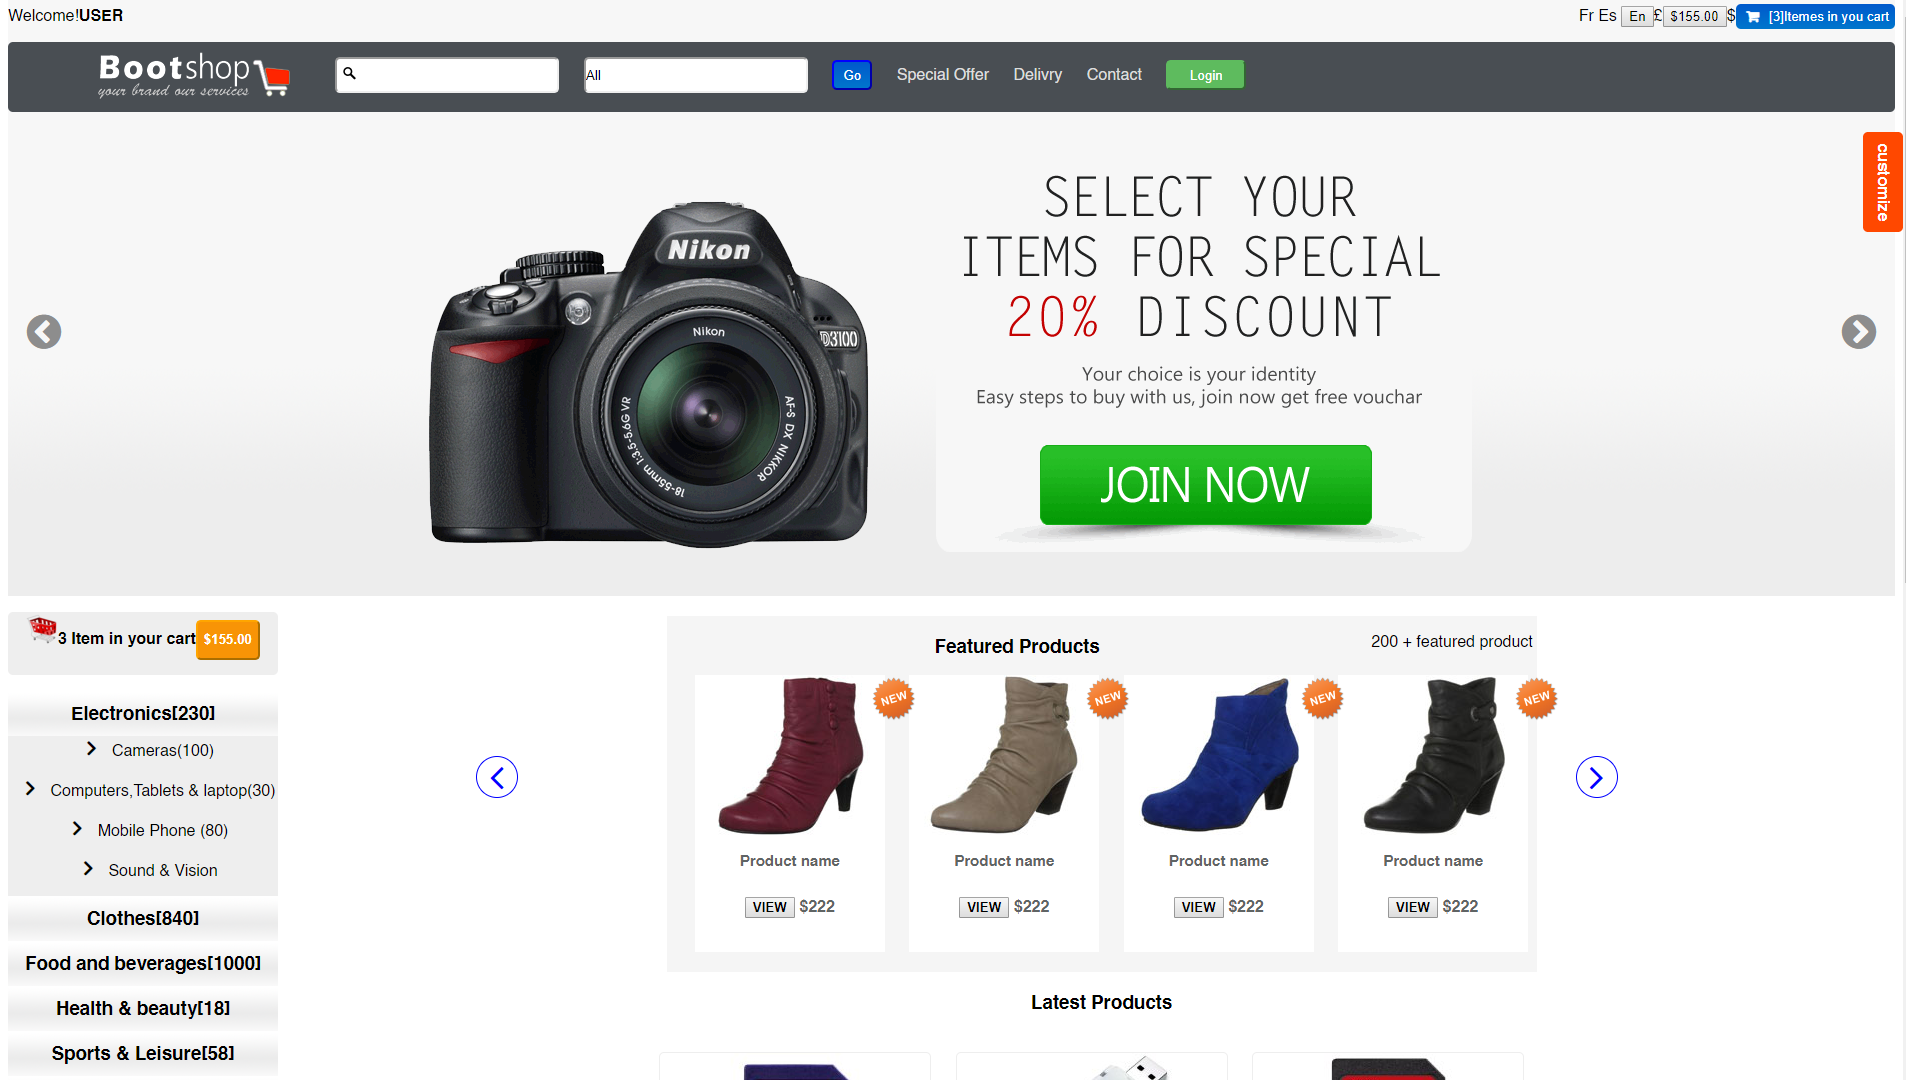 Welcome!USER
Fr Es En £ $155.00 $ [3]Itemes in you cart
Bootshop
your brand our services
All
Go
Special Offer
Delivry
Contact
Login
customize
SELECT YOUR
ITEMS FOR SPECIAL
20% DISCOUNT
Your choice is your identity
Easy steps to buy with us, join now get free vouchar
JOIN NOW
Nikon
D3100
Nikon
AF-S DX NIKKOR
18-55mm 1:3.5-5.6G VR
3 Item in your cart $155.00
Electronics[230]
Cameras(100)
Computers,Tablets & laptop(30)
Mobile Phone (80)
Sound & Vision
Clothes[840]
Food and beverages[1000]
Health & beauty[18]
Sports & Leisure[58]
Featured Products
200 + featured product
NEW
NEW
NEW
NEW
Product name
Product name
Product name
Product name
VIEW $222
VIEW $222
VIEW $222
VIEW $222
Latest Products